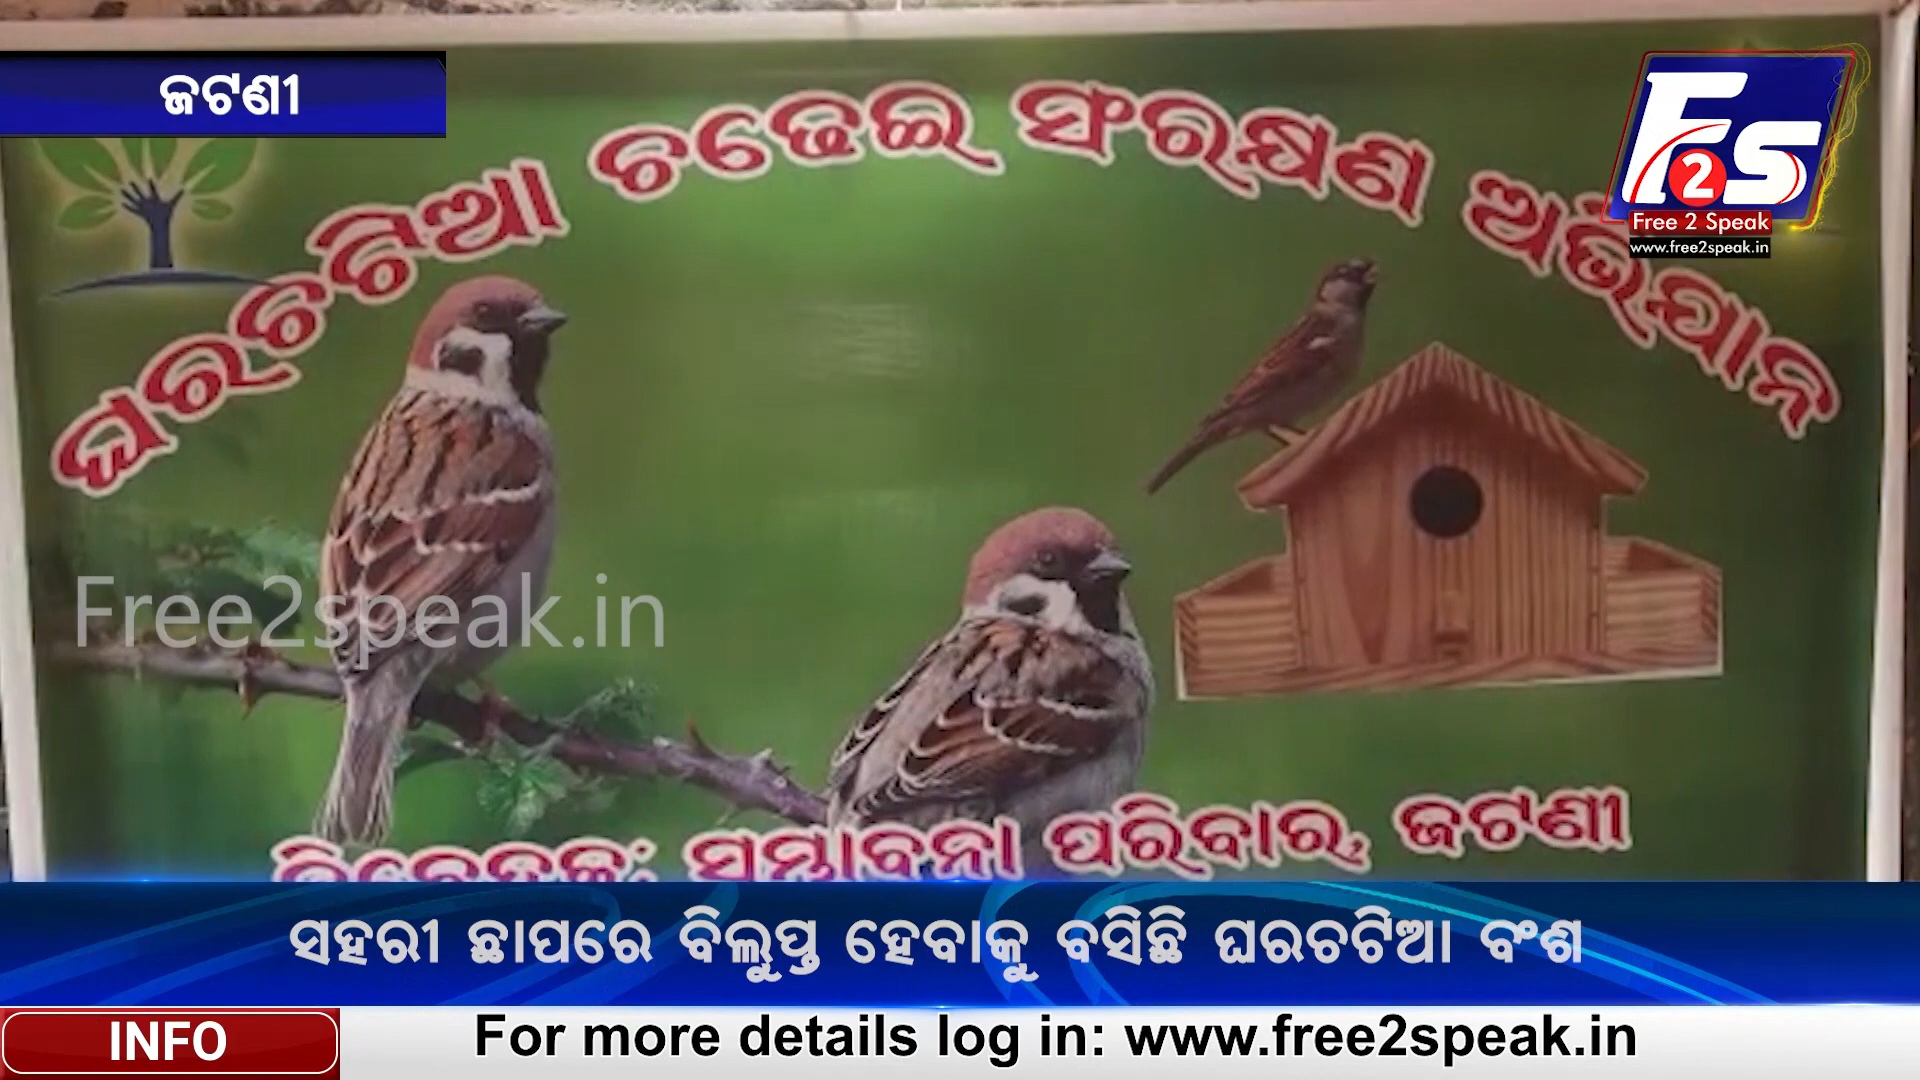 ଜଟଣୀ
F2S
Free 2 Speak
www.free2speak.in
ଘରଚଟିଆ ଚଢେଇ ସଂରକ୍ଷଣ ଅଭିଯାନ
Free2speak.in
ସମ୍ଭାବନା ପରିବାର, ଜଟଣୀ
ସହରୀ ଛାପରେ ବିଲୁପ୍ତ ହେବାକୁ ବସିଛି ଘରଚଟିଆ ବଂଶ
INFO
For more details log in: www.free2speak.in